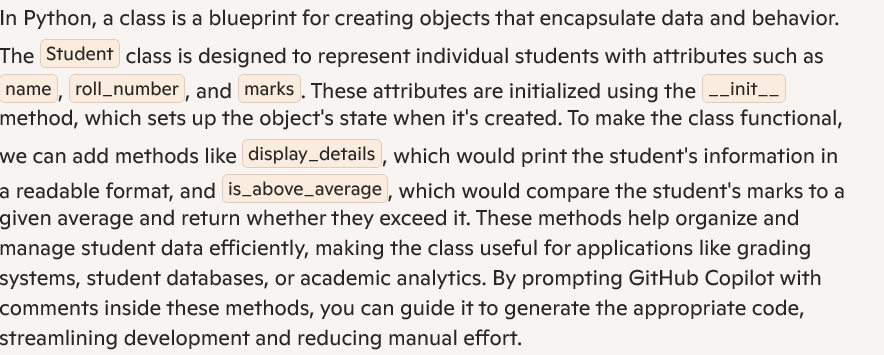 In Python, a class is a blueprint for creating objects that encapsulate data and behavior.
The Student class is designed to represent individual students with attributes such as
name, roll_number, and marks. These attributes are initialized using the __init__
method, which sets up the object's state when it's created. To make the class functional,
we can add methods like display_details, which would print the student's information in
a readable format, and is_above_average, which would compare the student's marks to a
given average and return whether they exceed it. These methods help organize and
manage student data efficiently, making the class useful for applications like grading
systems, student databases, or academic analytics. By prompting GitHub Copilot with
comments inside these methods, you can guide it to generate the appropriate code,
streamlining development and reducing manual effort.